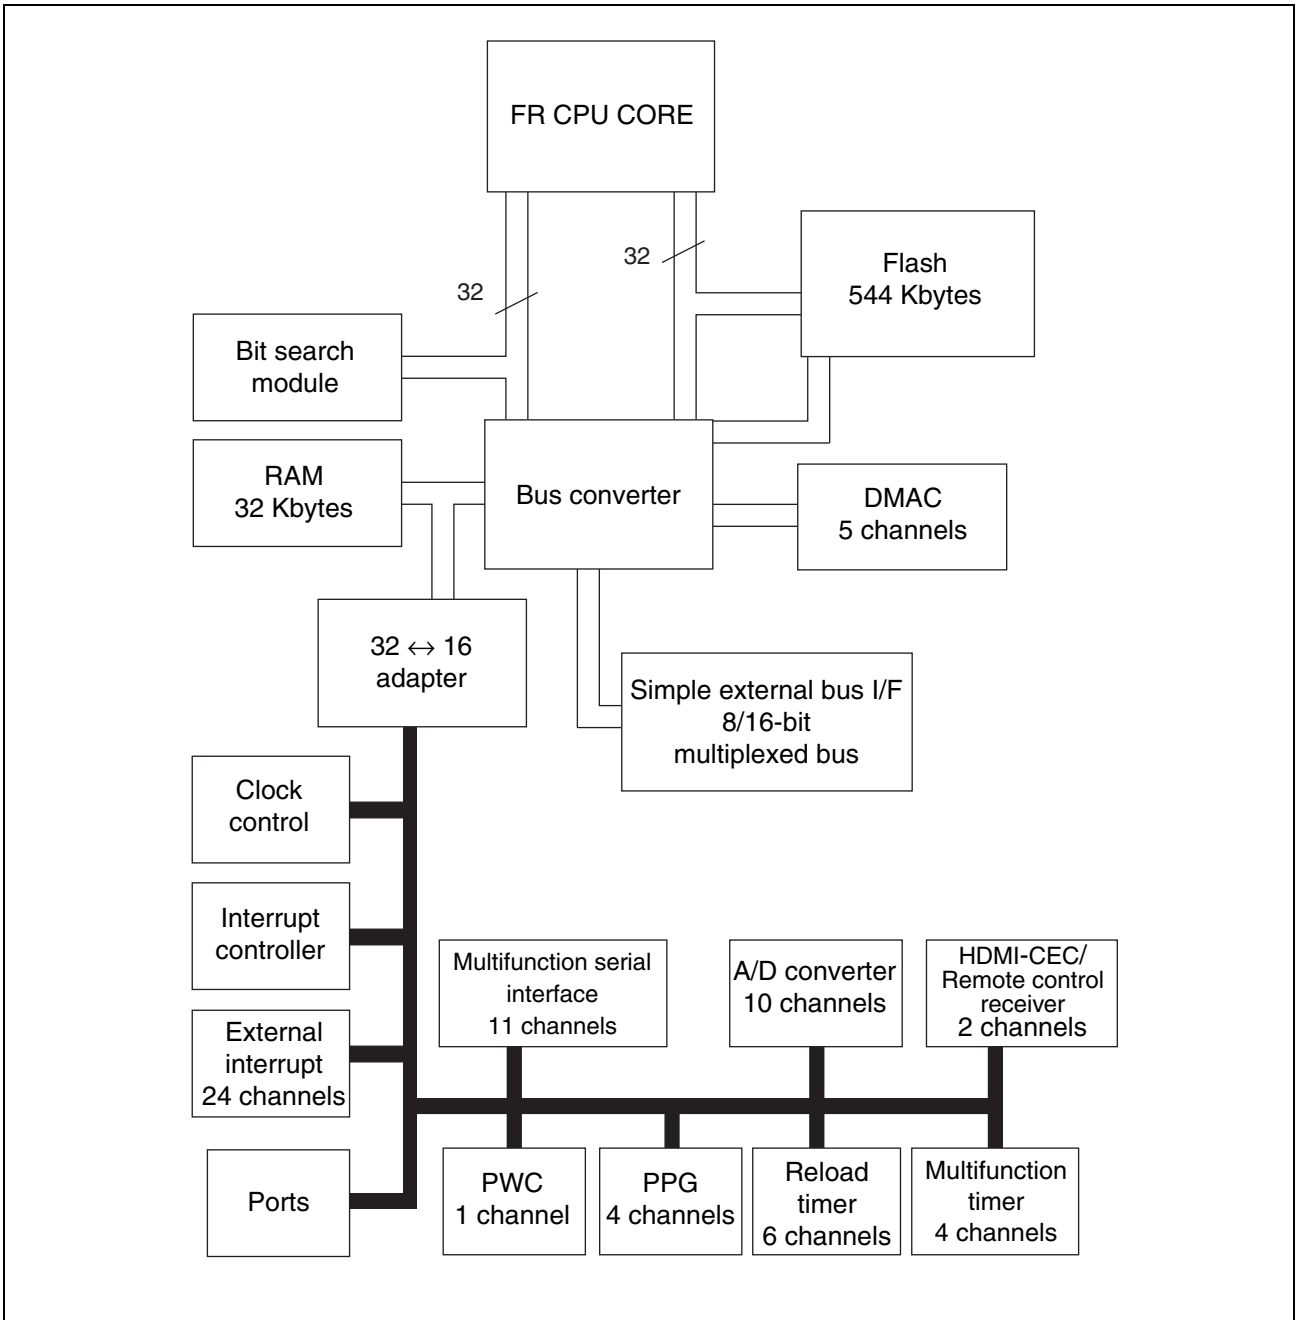 FR CPU CORE
32
32
Flash
544 Kbytes
Bit search
module
RAM
32 Kbytes
Bus converter
DMAC
5 channels
32 ↔ 16
adapter
Simple external bus I/F
8/16-bit
multiplexed bus
Clock
control
Interrupt
controller
External
interrupt
24 channels
Ports
Multifunction serial
interface
11 channels
A/D converter
10 channels
HDMI-CEC/
Remote control
receiver
2 channels
PWC
1 channel
PPG
4 channels
Reload
timer
6 channels
Multifunction
timer
4 channels